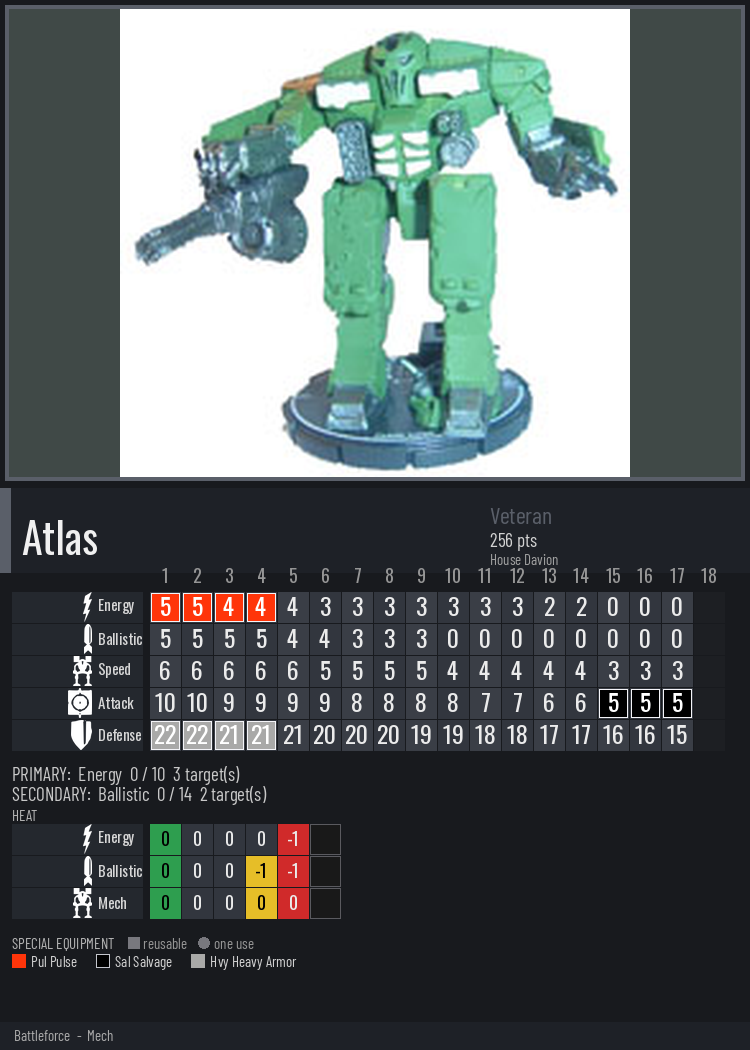 Atlas
Veteran
256 pts
House Davion
1 2 3 4 5 6 7 8 9 10 11 12 13 14 15 16 17 18
Energy 5 5 4 4 4 3 3 3 3 3 3 3 2 2 0 0 0
Ballistic 5 5 5 5 4 4 3 3 3 0 0 0 0 0 0 0 0
Speed 6 6 6 6 6 5 5 5 5 4 4 4 4 4 3 3 3
Attack 10 10 9 9 9 9 8 8 8 8 7 7 6 6 5 5 5
Defense 22 22 21 21 21 20 20 20 19 19 18 18 17 17 16 16 15
PRIMARY: Energy 0 / 10 3 target(s)
SECONDARY: Ballistic 0 / 14 2 target(s)
HEAT
Energy 0 0 0 0 -1
Ballistic 0 0 0 -1 -1
Mech 0 0 0 0 0
SPECIAL EQUIPMENT reusable one use
Pul Pulse Sal Salvage Hvy Heavy Armor
Battleforce - Mech